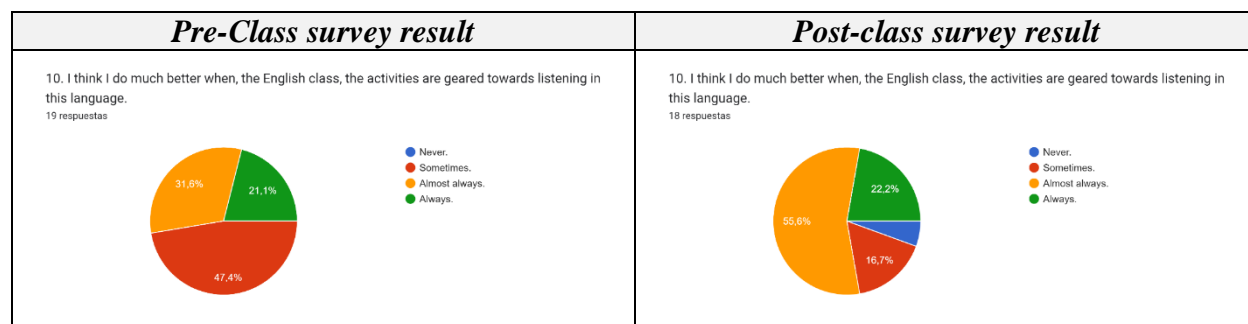 Pre-Class survey result
Post-class survey result
10. I think I do much better when, the English class, the activities are geared towards listening in
this language.
19 respuestas
31,6%
21,1%
47,4%
Never.
Sometimes.
Almost always.
Always.
10. I think I do much better when, the English class, the activities are geared towards listening in
this language.
18 respuestas
55,6%
22,2%
16,7%
Never.
Sometimes.
Almost always.
Always.